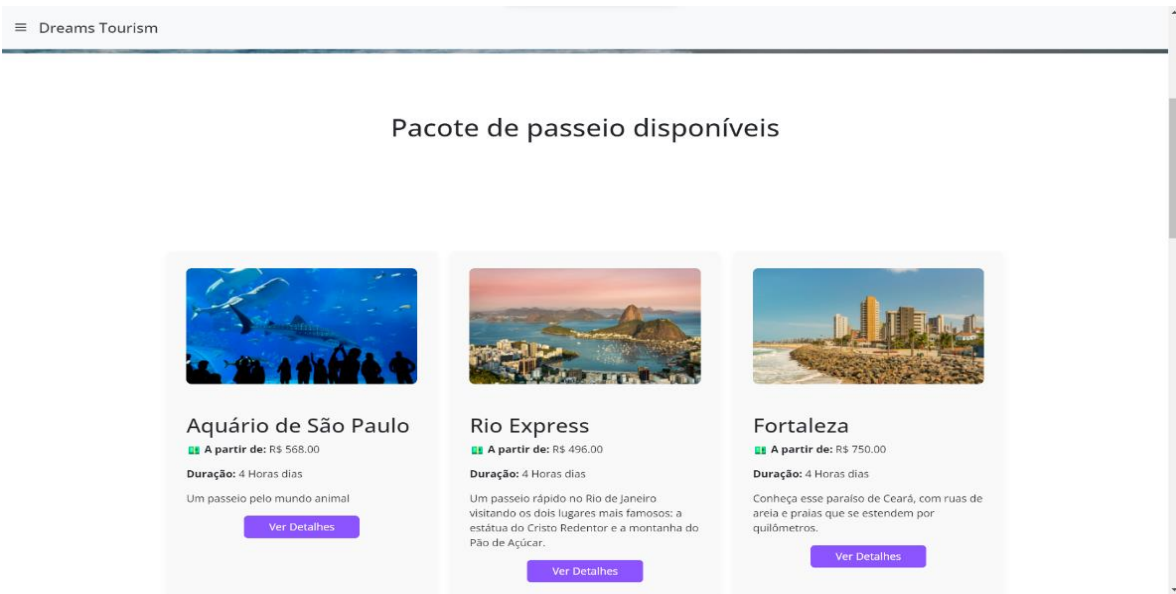 Dreams Tourism
Pacote de passeio disponíveis
Aquário de São Paulo
A partir de: R$ 568.00
Duração: 4 Horas dias
Um passeio pelo mundo animal
Ver Detalhes
Rio Express
A partir de: R$ 496.00
Duração: 4 Horas dias
Um passeio rápido no Rio de Janeiro
visitando os dois lugares mais famosos: a
estátua do Cristo Redentor e a montanha do
Pão de Açúcar.
Ver Detalhes
Fortaleza
A partir de: R$ 750.00
Duração: 4 Horas dias
Conheça esse paraíso de Ceará, com ruas de
areia e praias que se estendem por
quilômetros.
Ver Detalhes